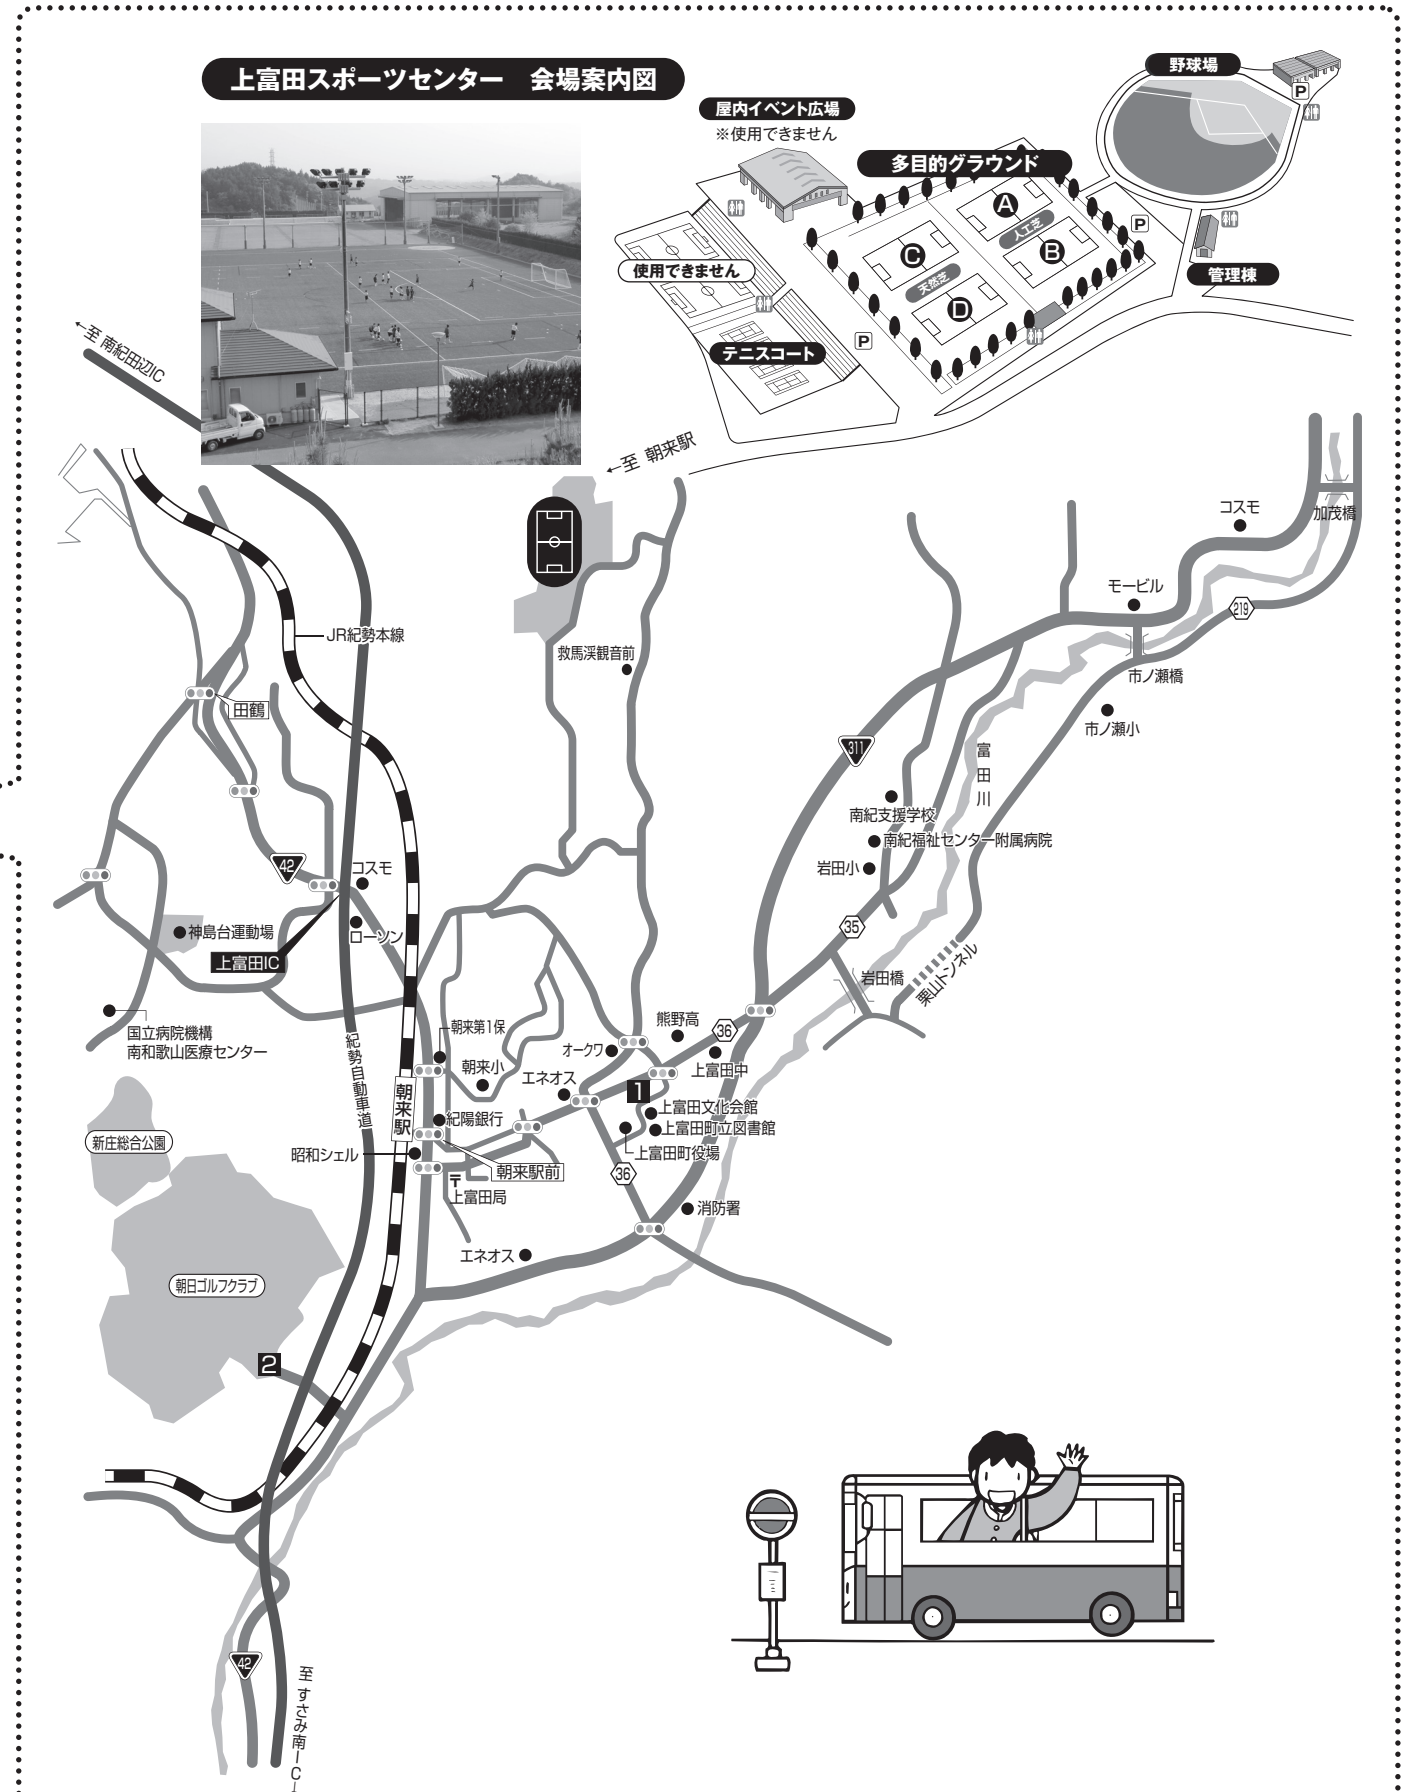 上富田スポーツセンター　会場案内図
野球場
P
屋内イベント広場
※使用できません
多目的グラウンド
A
人工芝
B
P
C
天然芝
D
管理棟
使用できません
テニスコート
P
←至 南紀田辺IC
←至 朝来駅
コスモ
加茂橋
モービル
219
JR紀勢本線
救馬渓観音前
市ノ瀬橋
田鶴
市ノ瀬小
311
富田川
南紀支援学校
南紀福祉センター附属病院
岩田小
42
コスモ
35
神島台運動場
ローソン
上富田IC
岩田橋
栗山トンネル
国立病院機構
南和歌山医療センター
紀勢自動車道
朝来第1保
熊野高
36
オークワ
朝来小
上富田中
エネオス
1
朝来駅
紀陽銀行
上富田文化会館
上富田町立図書館
新庄総合公園
昭和シェル
上富田町役場
朝来駅前
36
〒
上富田局
消防署
エネオス
朝日ゴルフクラブ
2
42
至 すさみ南IC→